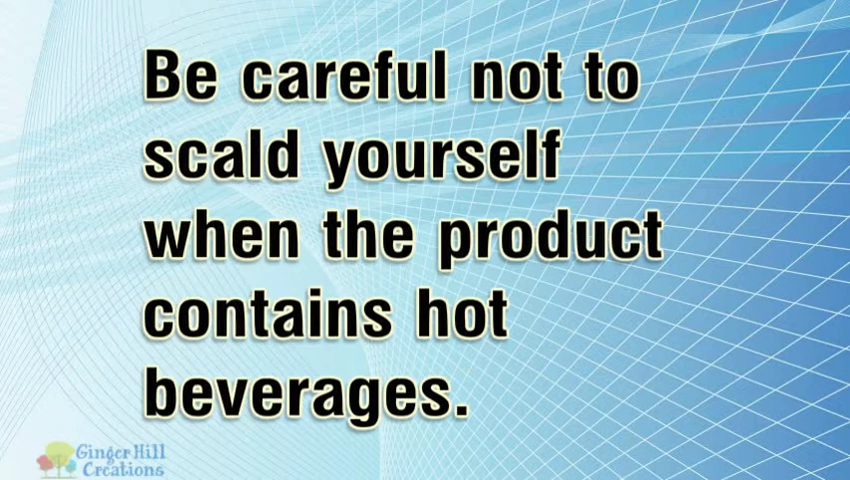 Be careful not to
scald yourself
when the product
contains hot
beverages.
Ginger Hill
Creations